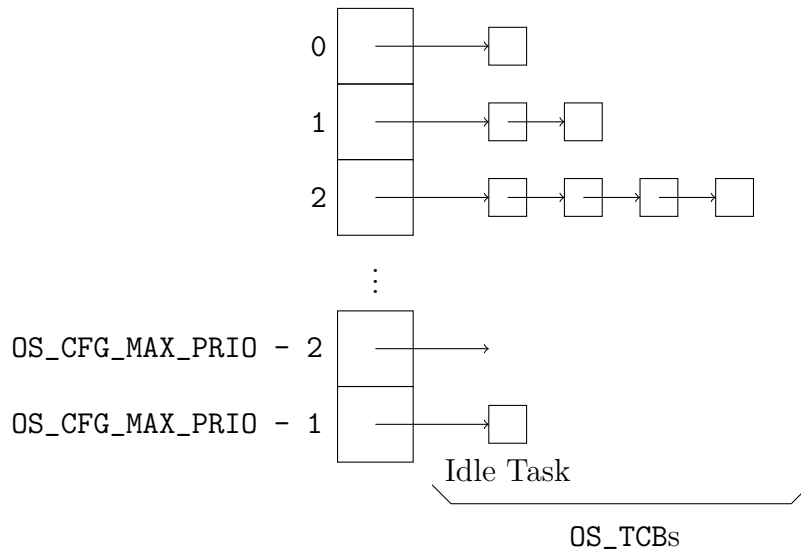 0
1
2
⋮
OS_CFG_MAX_PRIO - 2
OS_CFG_MAX_PRIO - 1
Idle Task
OS_TCBs